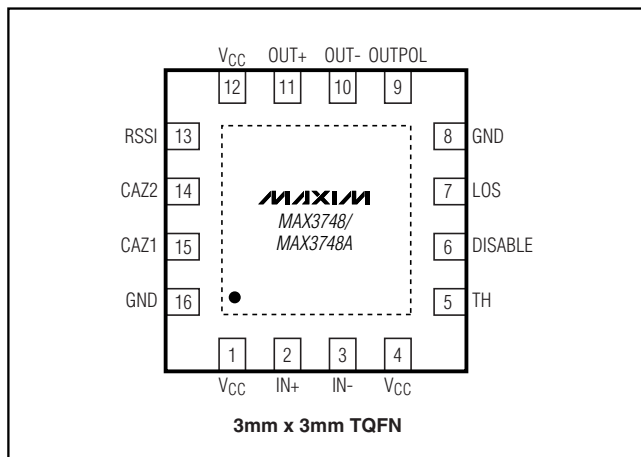 VCC OUT+ OUT- OUTPOL
12 11 10 9
RSSI 13
8 GND
CAZ2 14
7 LOS
MAXIM
MAX3748/
MAX3748A
CAZ1 15
6 DISABLE
GND 16
5 TH
1 2 3 4
VCC IN+ IN- VCC
3mm x 3mm TQFN